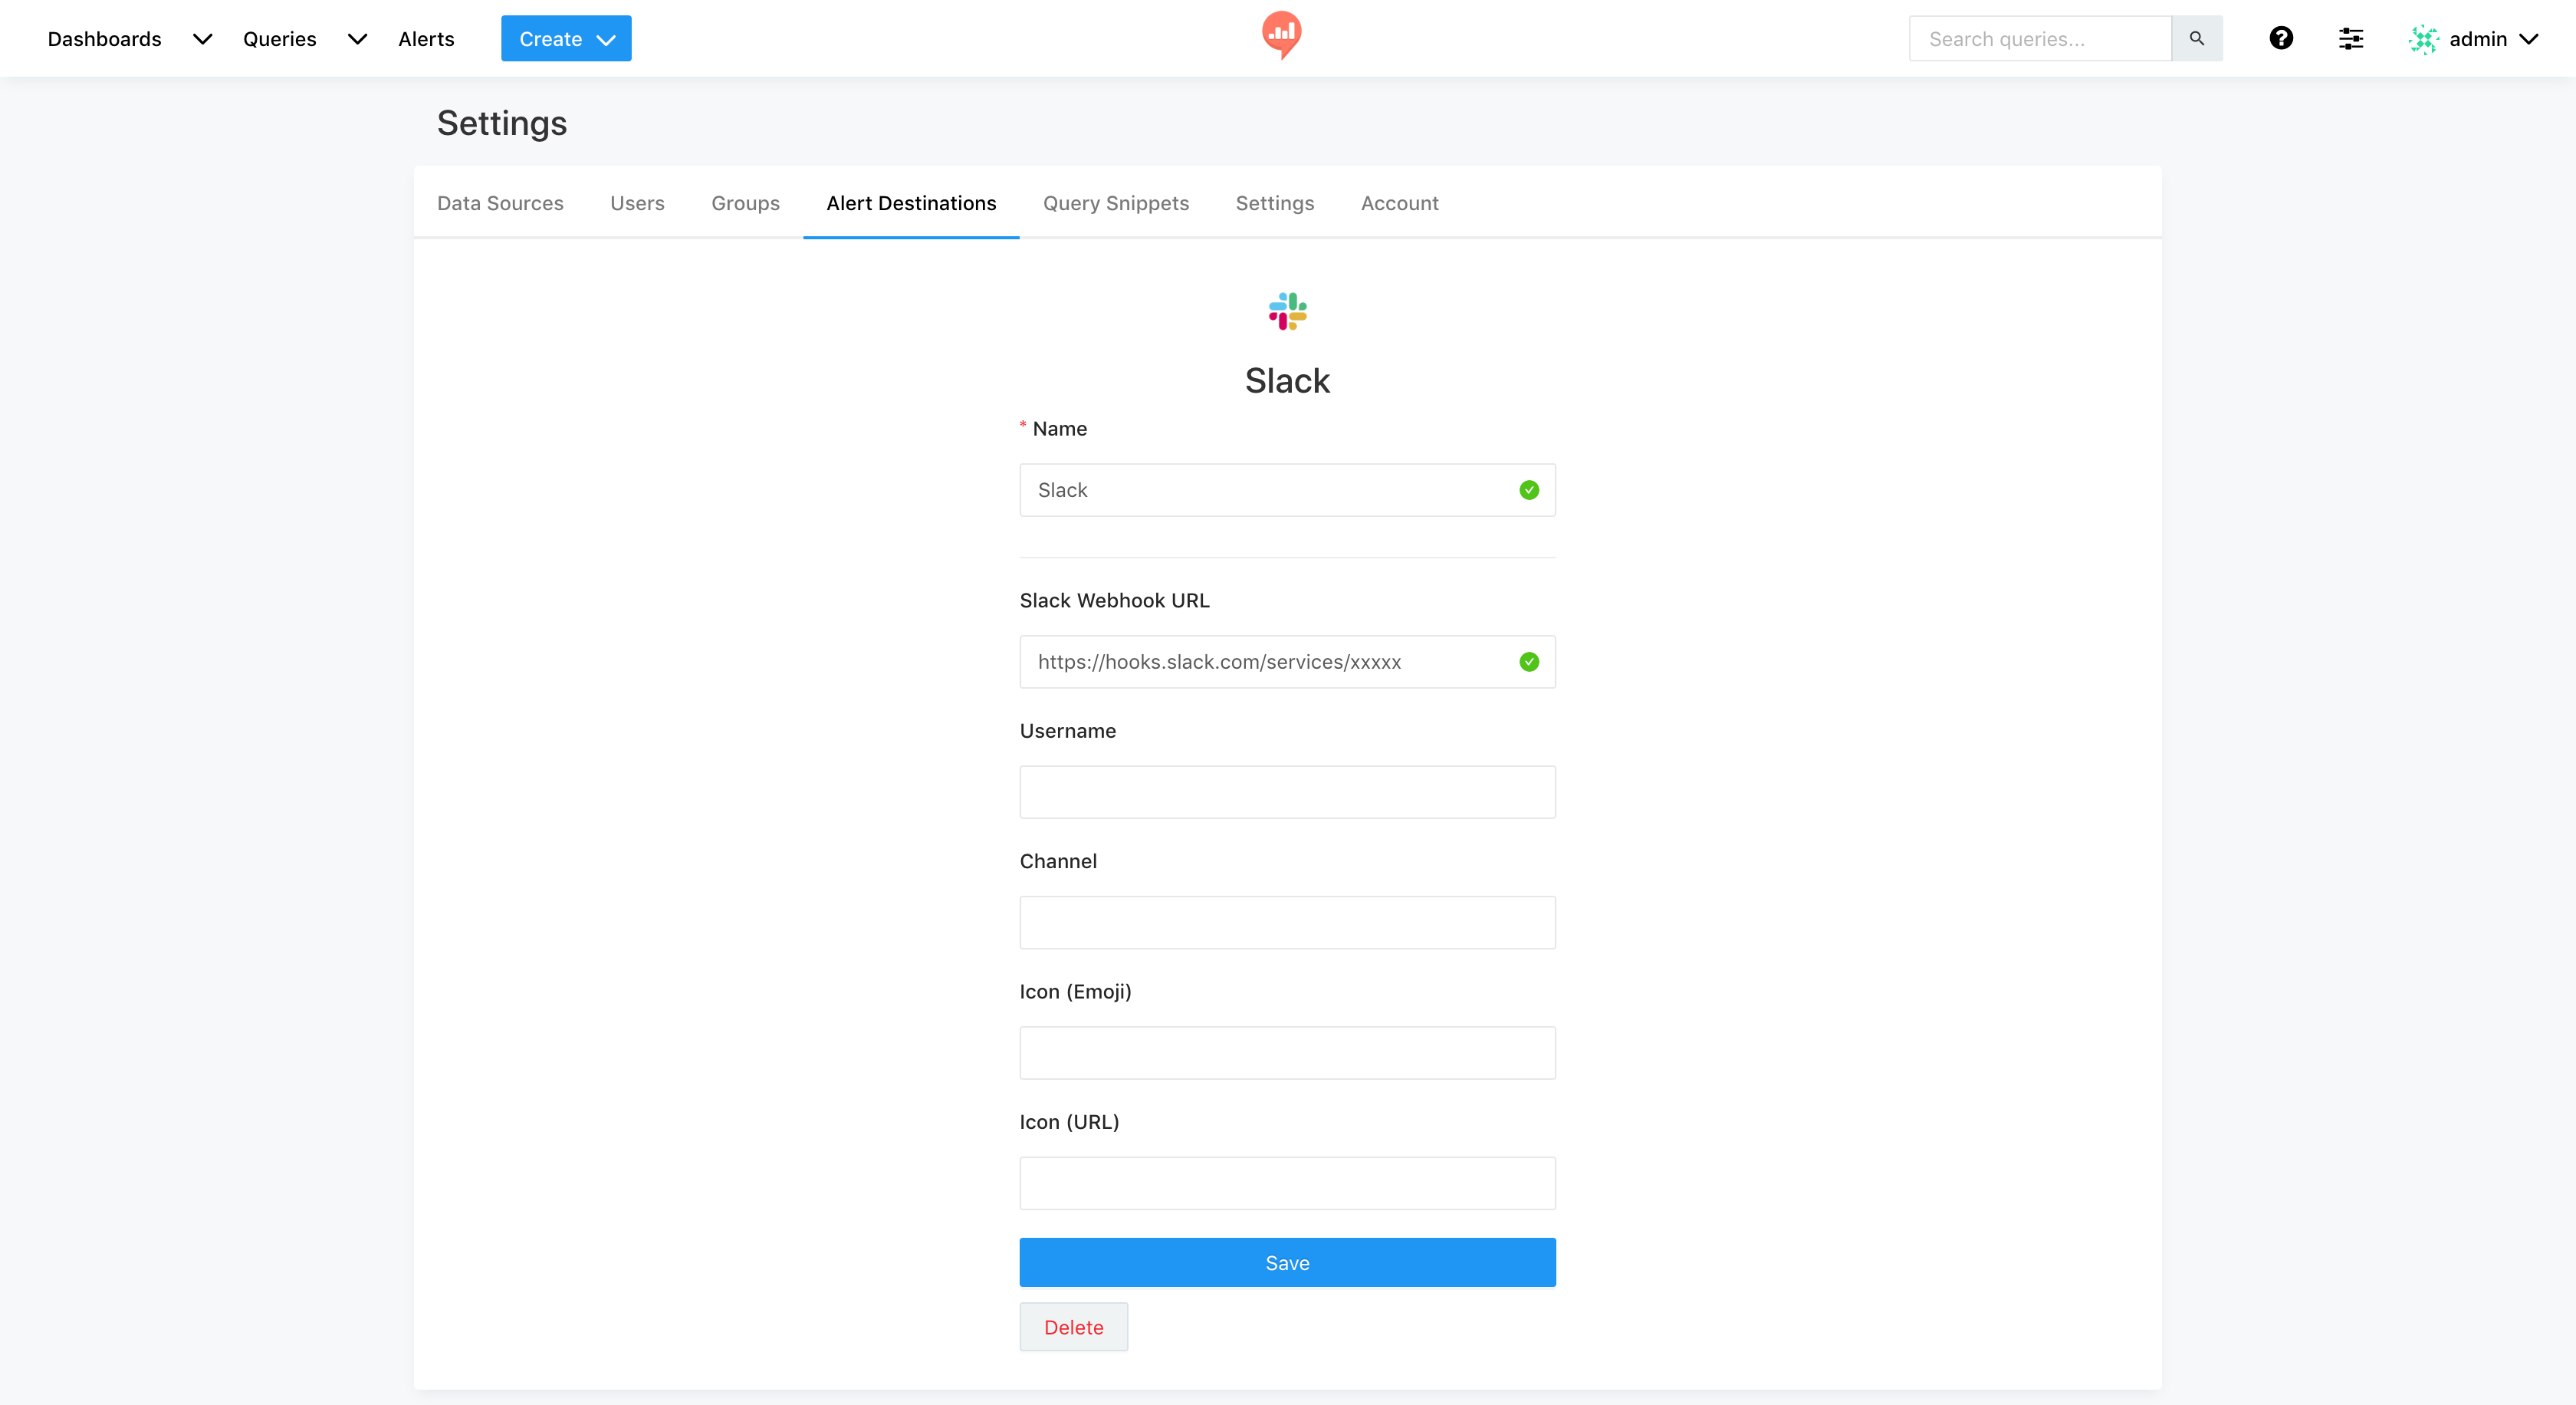 Dashboards Queries Alerts Create Search queries... admin
Settings
Data Sources Users Groups Alert Destinations Query Snippets Settings Account
Slack
* Name
Slack
Slack Webhook URL
https://hooks.slack.com/services/xxxxx
Username
Channel
Icon (Emoji)
Icon (URL)
Save
Delete